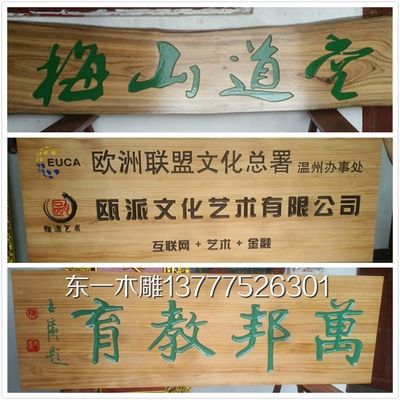 梅山道堂
EUCA 欧洲联盟文化总署 温州办事处
瓯派艺术 瓯派文化艺术有限公司
互联网+艺术+金融
东一木雕13777526301
萬邦教育